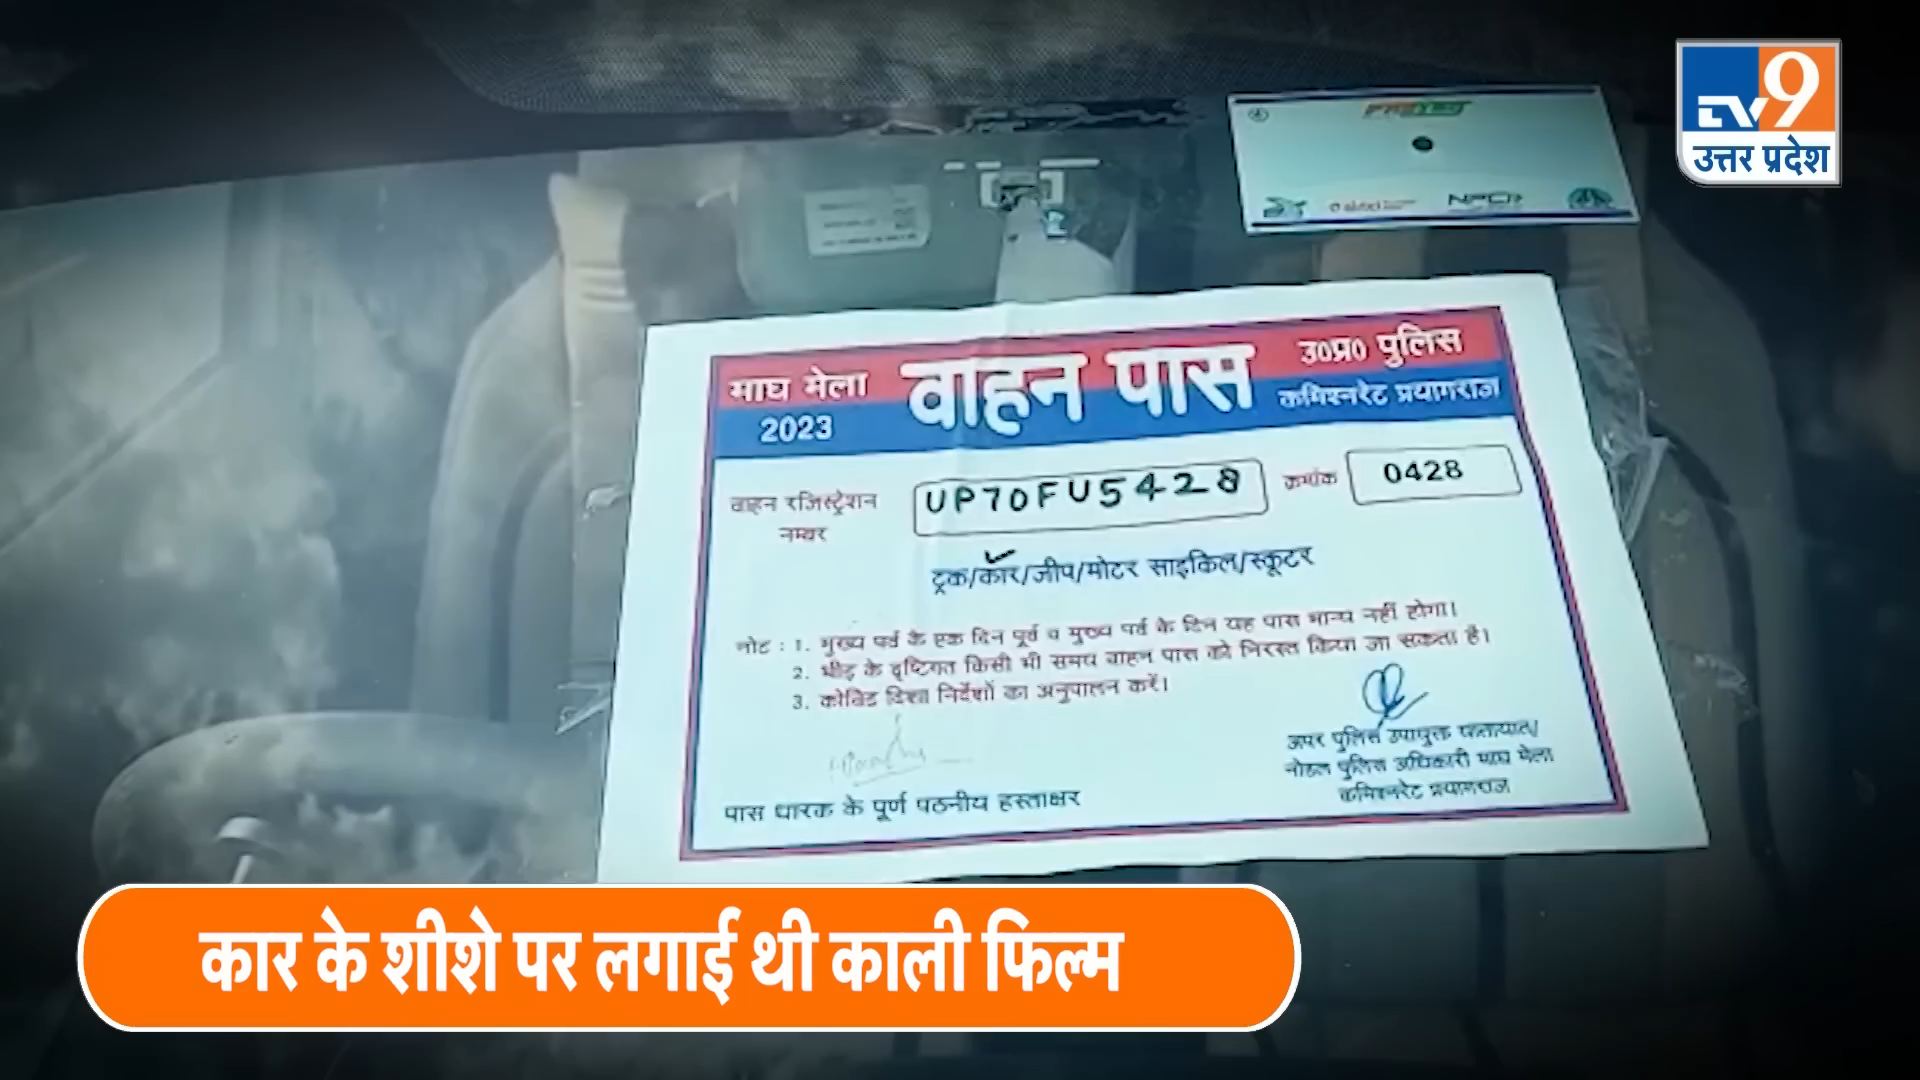 TV9
उत्तर प्रदेश
FASTAG
NPCI
माघ मेला
2023
वाहन पास
उ0प्र0 पुलिस
कमिश्नरेट प्रयागराज
वाहन रजिस्ट्रेशन
नम्बर
UP70FU5428
क्रमांक
0428
ट्रक/कार/जीप/मोटर साइकिल/स्कूटर
नोट : 1. मुख्य पर्व के एक दिन पूर्व व मुख्य पर्व के दिन यह पास मान्य नहीं होगा।
2. भीड़ के दृष्टिगत किसी भी समय वाहन पास को निरस्त किया जा सकता है।
3. कोविड दिशा निर्देशों का अनुपालन करें।
पास धारक के पूर्ण पठनीय हस्ताक्षर
अपर पुलिस उपायुक्त यातायात/
नोडल पुलिस अधिकारी माघ मेला
कमिश्नरेट प्रयागराज
कार के शीशे पर लगाई थी काली फिल्म